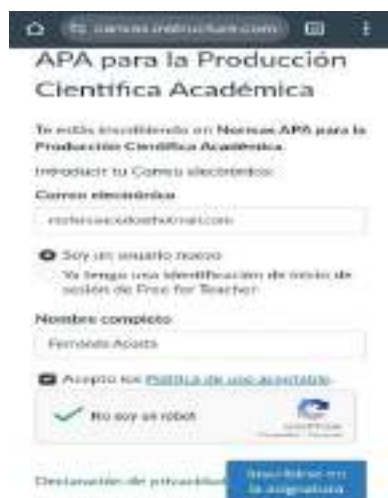 canvas.instructure.com
APA para la Producción
Científica Académica
Te estás inscribiendo en Normas APA para la
Producción Científica Académica
Introducir tu Correo electrónico:
Correo electrónico
Soy un usuario nuevo
Ya tengo una identificación de inicio de
sesión de Free for Teacher
Nombre completo
Fernando Acosta
Acepto los Política de uso aceptable.
No soy un robot
reCAPTCHA
Declaración de privacidad
Inscribirse en
la asignatura